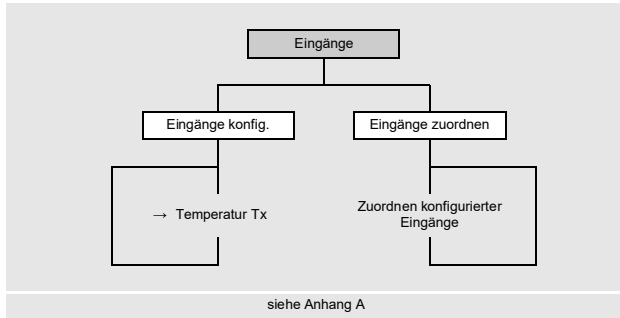 Eingänge
Eingänge konfig.
Eingänge zuordnen
→ Temperatur Tx
Zuordnen konfigurierter
Eingänge
siehe Anhang A